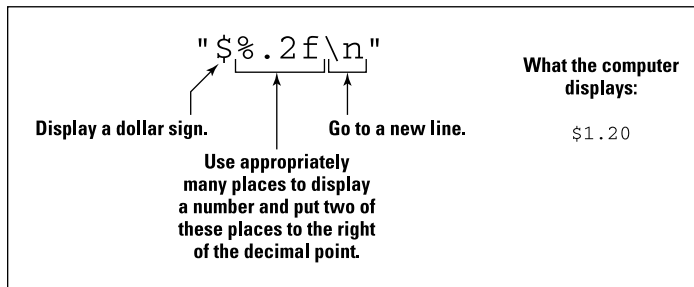 "$%.2f\n"
Display a dollar sign.
Go to a new line.
Use appropriately
many places to display
a number and put two of
these places to the right
of the decimal point.
What the computer
displays:
$1.20